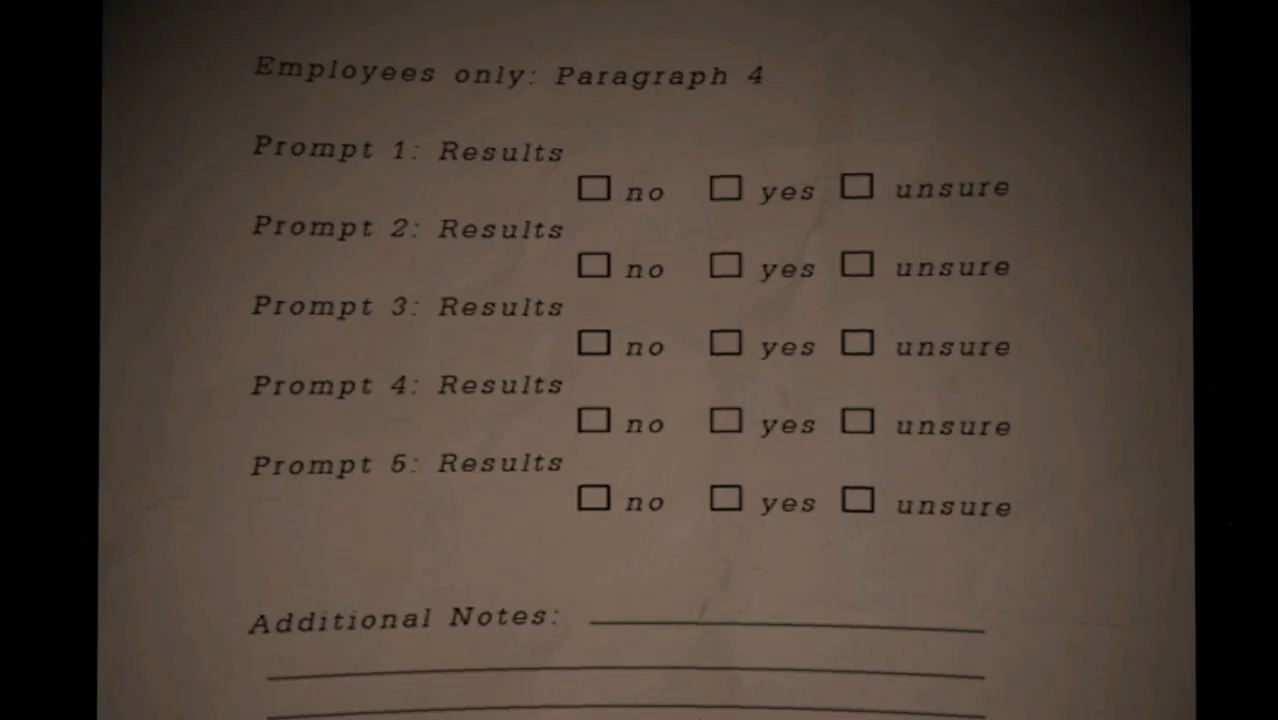 Employees only: Paragraph 4
Prompt 1: Results
no yes unsure
Prompt 2: Results
no yes unsure
Prompt 3: Results
no yes unsure
Prompt 4: Results
no yes unsure
Prompt 5: Results
no yes unsure
Additional Notes: